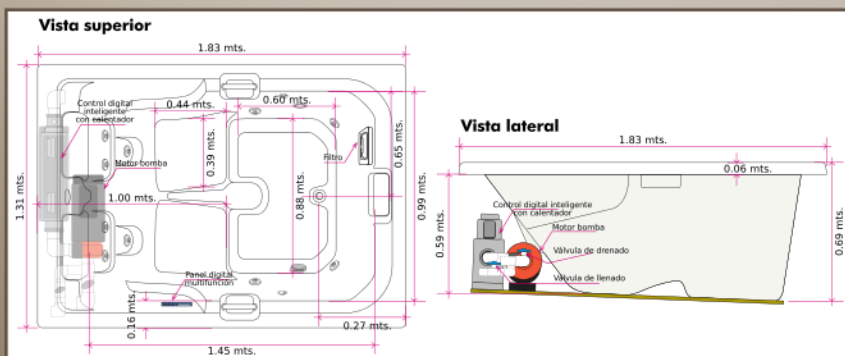 Vista superior
1.83 mts.
0.44 mts.
0.60 mts.
Control digital
inteligente
con calentador
Motor bomba
0.39 mts.
Filtro
0.65 mts.
1.00 mts.
0.88 mts.
0.99 mts.
1.31 mts.
Panel digital
multifunción
0.16 mts.
0.27 mts.
1.45 mts.
Vista lateral
1.83 mts.
0.06 mts.
Control digital inteligente
con calentador
Motor bomba
0.59 mts.
0.69 mts.
Válvula de drenado
Válvula de llenado